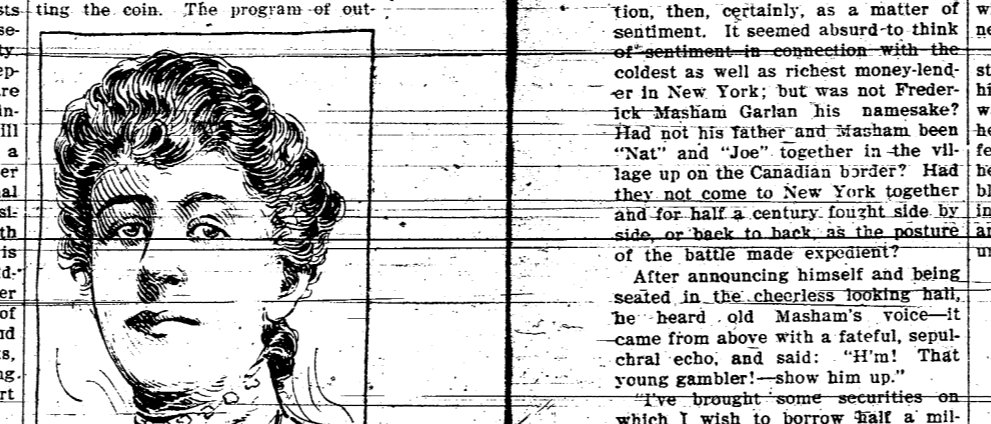 ting the coin. The program of out-
tion, then, certainly, as a matter of
sentiment. It seemed absurd to think
of sentiment in connection with the
coldest as well as richest money-lend-
er in New York; but was not Freder-
ick Masham Garlan his namesake?
Had not his father and Masham been
"Nat" and "Joe" together in the vil-
lage up on the Canadian border? Had
they not come to New York together
and for half a century fought side by
side, or back to back, as the posture
of the battle made expedient?
After announcing himself and being
seated in the cheerless looking hall,
he heard old Masham's voice—it
came from above with a fateful, sepul-
chral echo, and said: "H'm! That
young gambler!—show him up."
"I've brought some securities on
which I wish to borrow half a mil-